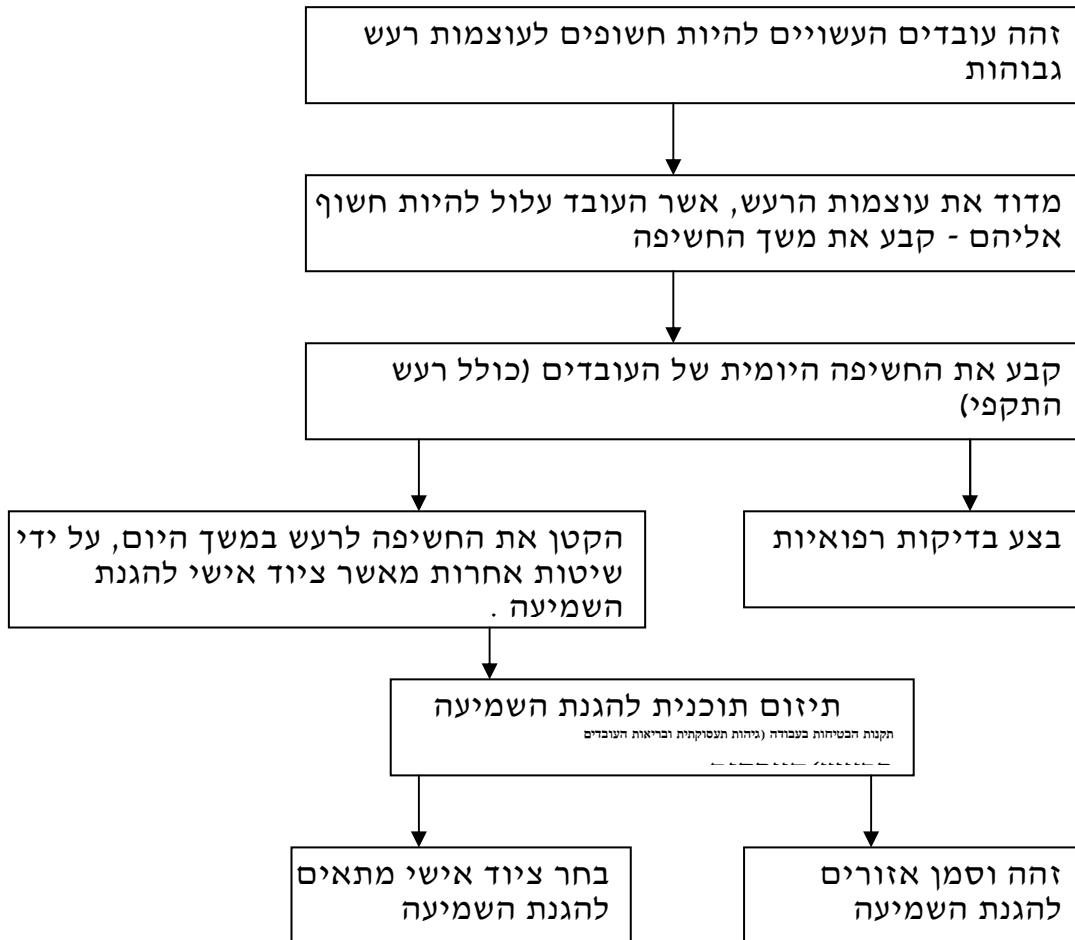 זהה עובדים העשויים להיות חשופים לעוצמות רעש
גבוהות
מדוד את עוצמות הרעש, אשר העובד עלול להיות חשוף
אליהם - קבע את משך החשיפה
קבע את החשיפה היומית של העובדים (כולל רעש
התקפי)
בצע בדיקות רפואיות
הקטן את החשיפה לרעש במשך היום, על ידי
שיטות אחרות מאשר ציוד אישי להגנת
השמיעה .
תיזום תוכנית להגנת השמיעה
תקנות הבטיחות בעבודה (גיהות תעסוקתית ובריאות העובדים
זהה וסמן אזורים
להגנת השמיעה
בחר ציוד אישי מתאים
להגנת השמיעה